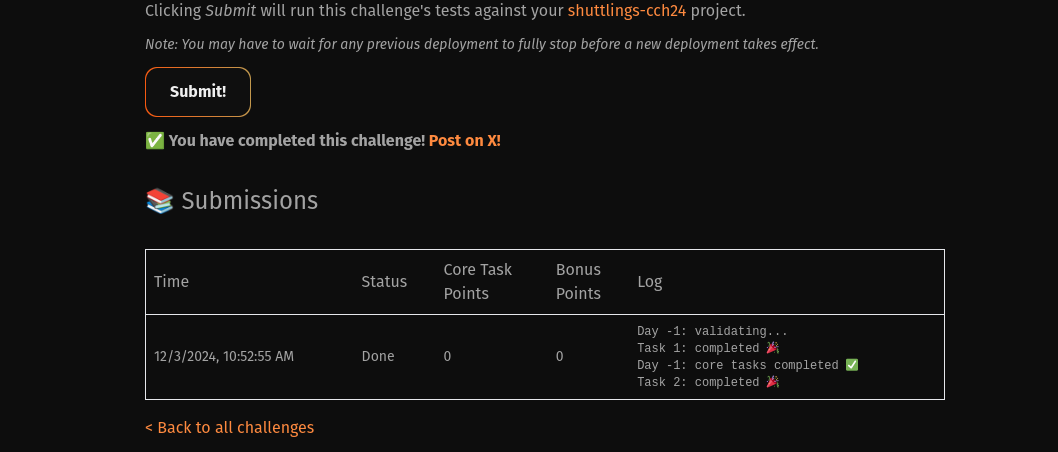 Clicking Submit will run this challenge's tests against your shuttlings-cch24 project.
Note: You may have to wait for any previous deployment to fully stop before a new deployment takes effect.
Submit!
✅ You have completed this challenge! Post on X!
📚 Submissions
Time Status Core Task Points Bonus Points Log
12/3/2024, 10:52:55 AM Done 0 0 Day -1: validating...
Task 1: completed 🎉
Day -1: core tasks completed ✅
Task 2: completed 🎉
< Back to all challenges